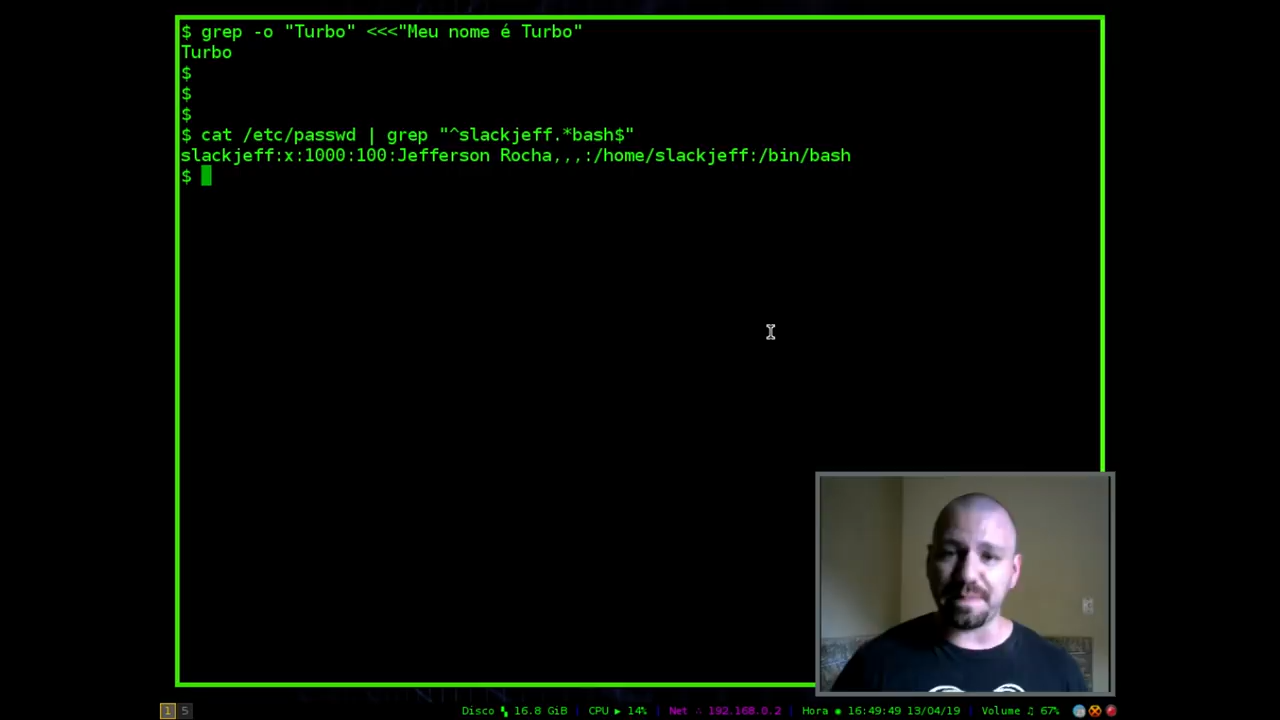 $ grep -o "Turbo" <<<"Meu nome é Turbo"
Turbo
$
$
$
$ cat /etc/passwd | grep "^slackjeff.*bash$"
slackjeff:x:1000:100:Jefferson Rocha,,,:/home/slackjeff:/bin/bash
$
1 5 Disco 16.8 GiB | CPU ▶ 14% | Net ∴ 192.168.0.2 | Hora ◉ 16:49:49 13/04/19 | Volume ♫ 67%